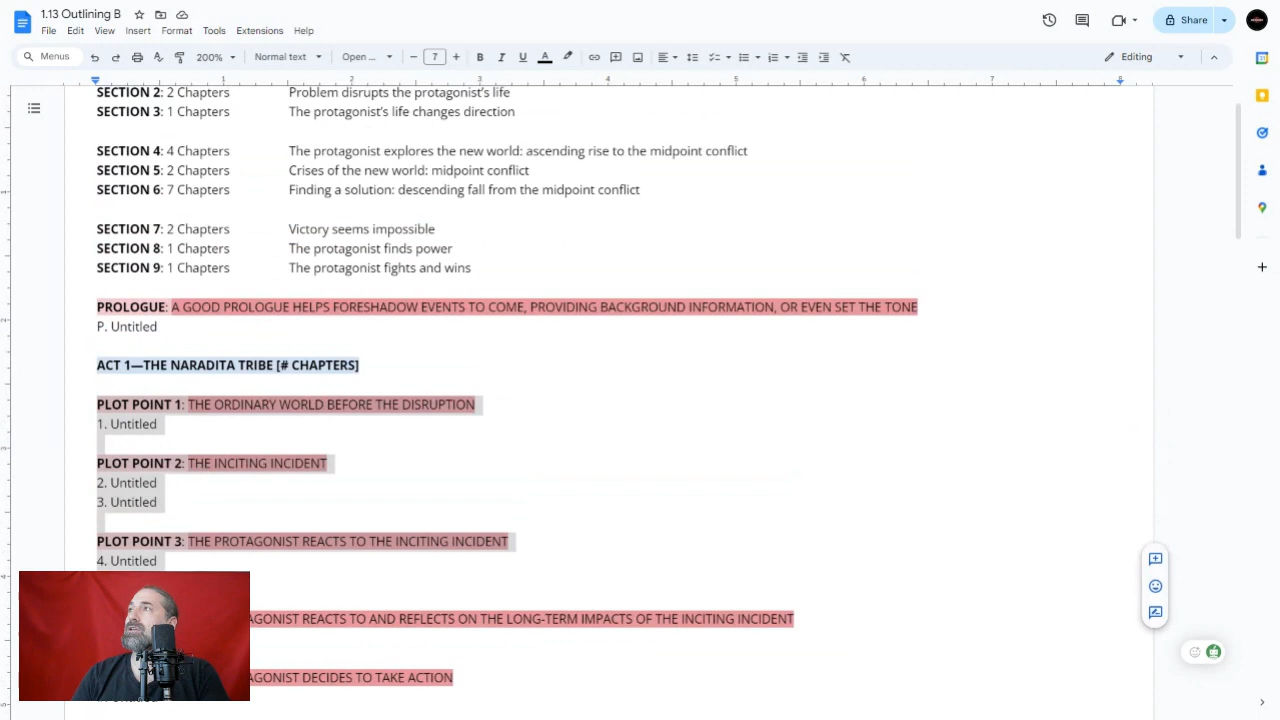 1.13 Outlining B
File Edit View Insert Format Tools Extensions Help
Share
Menus 200% Normal text Open ... 7 B I U A Editing
1 2 3 4 5 6 7
SECTION 2: 2 Chapters Problem disrupts the protagonist's life
SECTION 3: 1 Chapters The protagonist's life changes direction
SECTION 4: 4 Chapters The protagonist explores the new world: ascending rise to the midpoint conflict
SECTION 5: 2 Chapters Crises of the new world: midpoint conflict
SECTION 6: 7 Chapters Finding a solution: descending fall from the midpoint conflict
SECTION 7: 2 Chapters Victory seems impossible
SECTION 8: 1 Chapters The protagonist finds power
SECTION 9: 1 Chapters The protagonist fights and wins
PROLOGUE: A GOOD PROLOGUE HELPS FORESHADOW EVENTS TO COME, PROVIDING BACKGROUND INFORMATION, OR EVEN SET THE TONE
P. Untitled
ACT 1—THE NARADITA TRIBE [# CHAPTERS]
PLOT POINT 1: THE ORDINARY WORLD BEFORE THE DISRUPTION
1. Untitled
PLOT POINT 2: THE INCITING INCIDENT
2. Untitled
3. Untitled
PLOT POINT 3: THE PROTAGONIST REACTS TO THE INCITING INCIDENT
4. Untitled
AGONIST REACTS TO AND REFLECTS ON THE LONG-TERM IMPACTS OF THE INCITING INCIDENT
AGONIST DECIDES TO TAKE ACTION